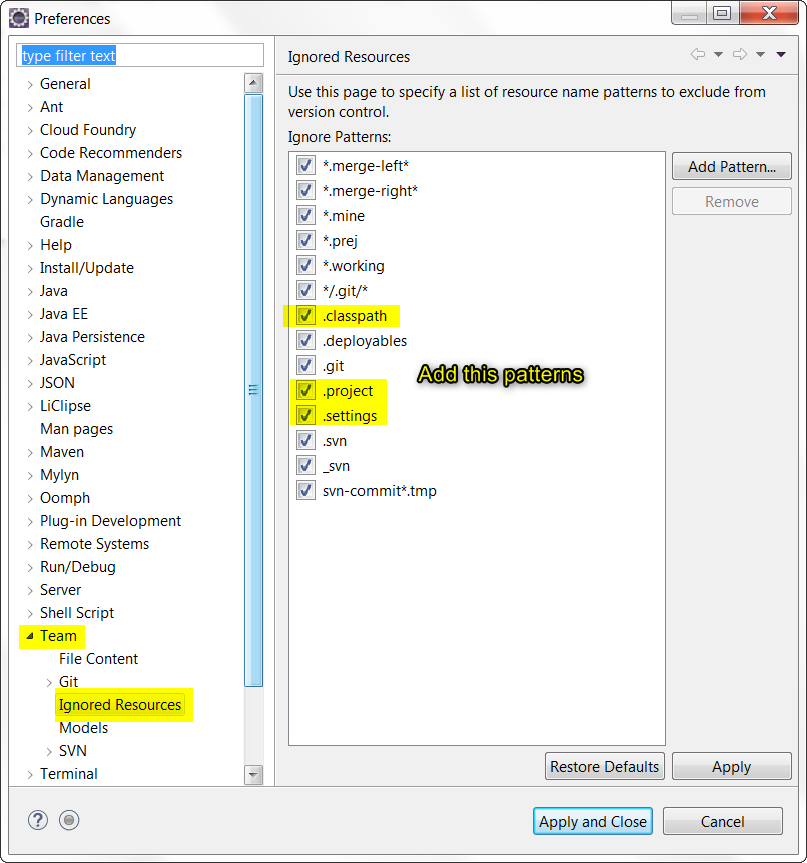 Preferences
type filter text
General
Ant
Cloud Foundry
Code Recommenders
Data Management
Dynamic Languages
Gradle
Help
Install/Update
Java
Java EE
Java Persistence
JavaScript
JSON
LiClipse
Man pages
Maven
Mylyn
Oomph
Plug-in Development
Remote Systems
Run/Debug
Server
Shell Script
Team
File Content
Git
Ignored Resources
Models
SVN
Terminal
Ignored Resources
Use this page to specify a list of resource name patterns to exclude from
version control.
Ignore Patterns:
*.merge-left*
*.merge-right*
*.mine
*.prej
*.working
*/.git/*
.classpath
.deployables
.git
.project
.settings
.svn
_svn
svn-commit*.tmp
Add this patterns
Add Pattern...
Remove
Restore Defaults
Apply
Apply and Close
Cancel